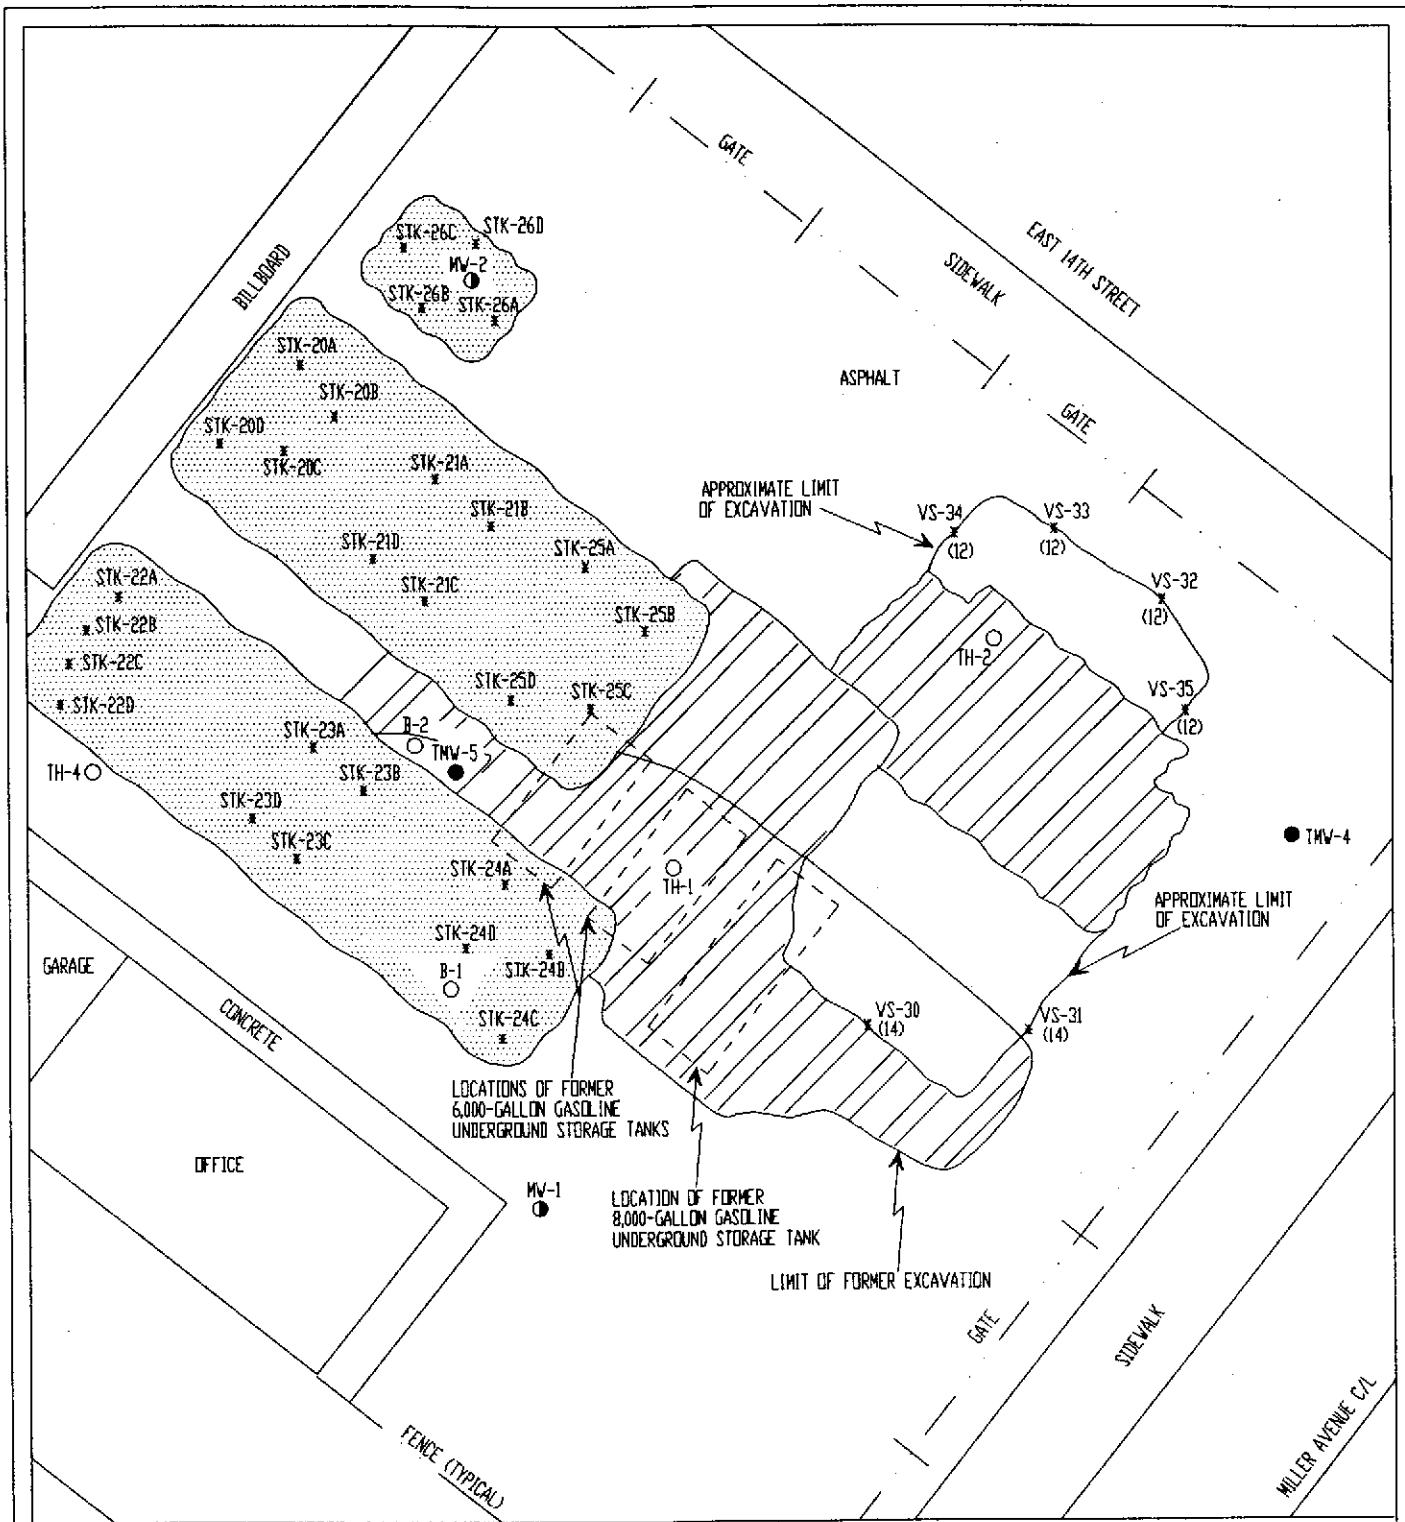 GATE
EAST 14TH STREET
SIDEWALK
BILLBOARD
STK-26C
STK-26D
MW-2
STK-26B
STK-26A
STK-20A
STK-20B
STK-20D
STK-20C
ASPHALT
GATE
STK-21A
STK-21B
STK-21D
STK-21C
STK-25A
STK-25B
STK-25D
STK-25C
APPROXIMATE LIMIT
OF EXCAVATION
VS-34
(12)
VS-33
(12)
VS-32
(12)
TH-2
VS-35
(12)
STK-22A
STK-22B
STK-22C
STK-22D
TH-4
STK-23A
B-2
TMW-5
STK-23B
STK-23D
STK-23C
TMW-4
STK-24A
TH-1
STK-24D
STK-24B
B-1
STK-24C
APPROXIMATE LIMIT
OF EXCAVATION
VS-30
(14)
VS-31
(14)
GARAGE
CONCRETE
OFFICE
LOCATIONS OF FORMER
6,000-GALLON GASOLINE
UNDERGROUND STORAGE TANKS
MW-1
LOCATION OF FORMER
8,000-GALLON GASOLINE
UNDERGROUND STORAGE TANK
LIMIT OF FORMER EXCAVATION
GATE
SIDEWALK
MILLER AVENUE C/L
FENCE (TYPICAL)